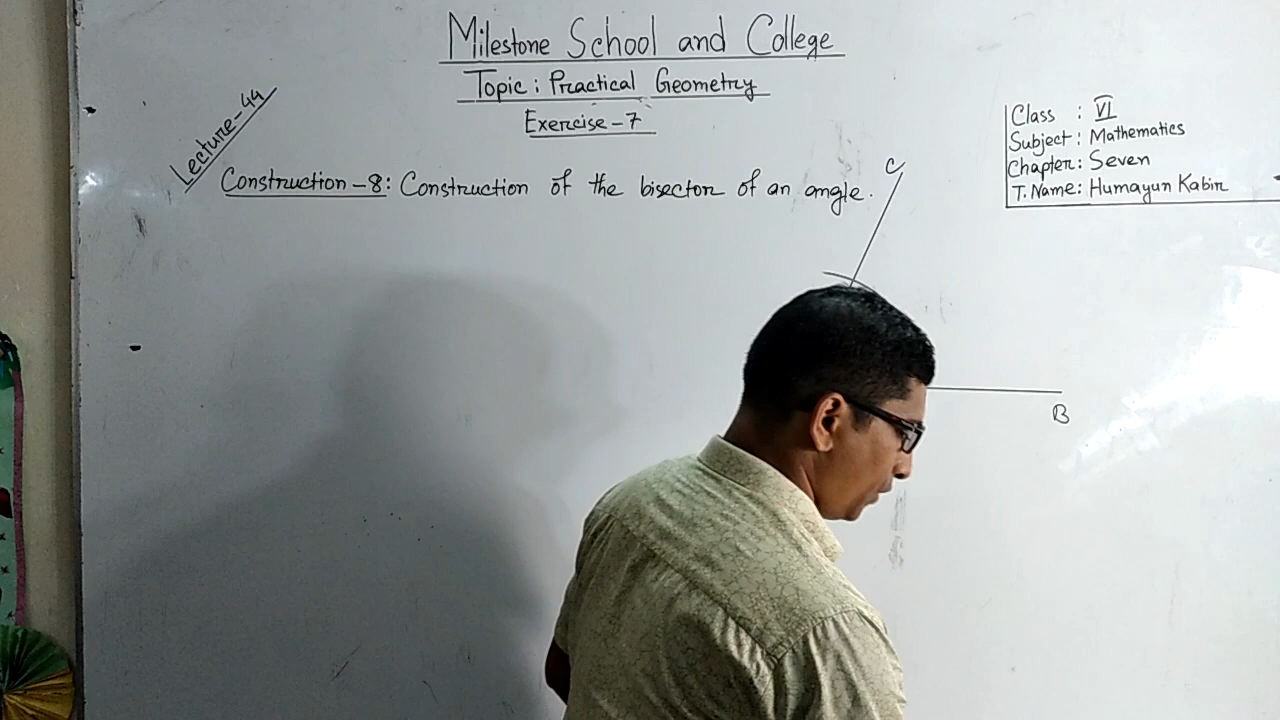 Milestone School and College
Topic : Practical Geometry
Exercise - 7
Lecture - 44
Class : VI
Subject : Mathematics
Chapter : Seven
T. Name : Humayun Kabir
Construction - 8 : Construction of the bisector of an angle.
C
B